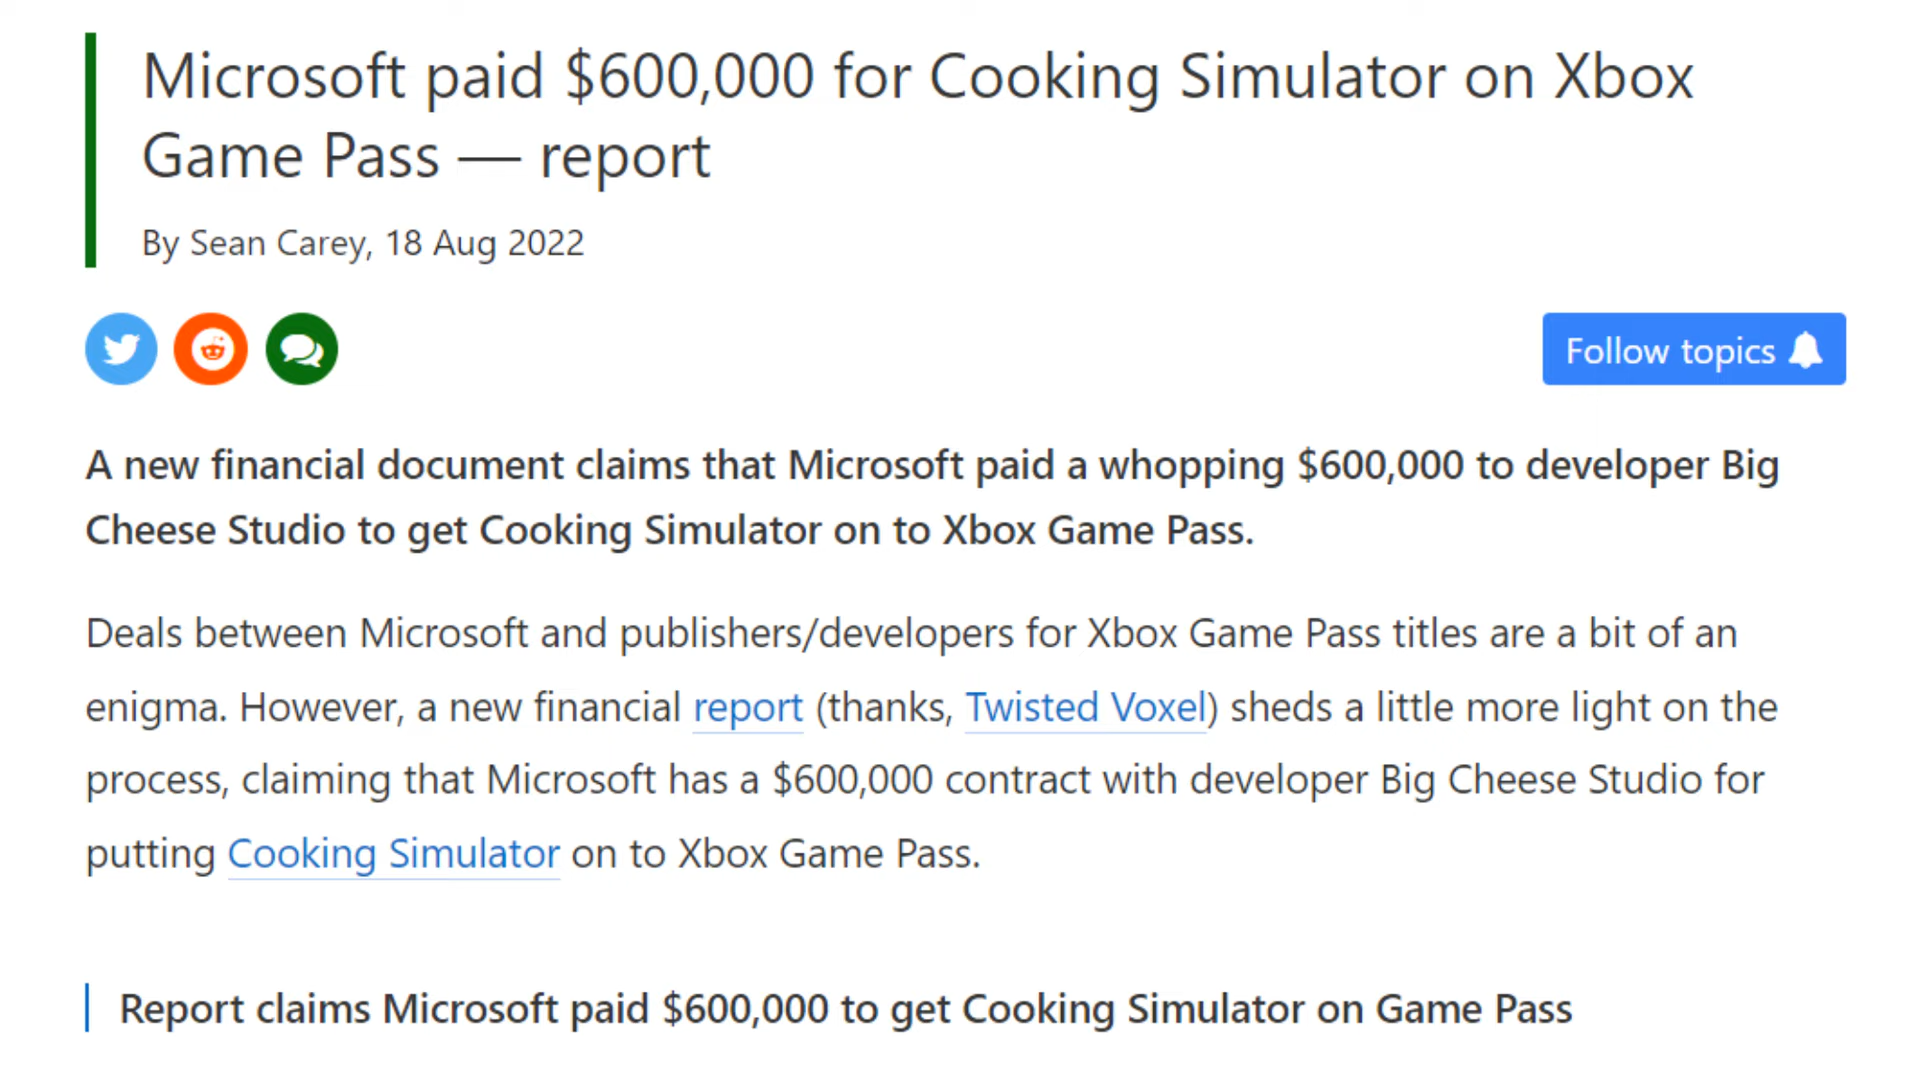 Microsoft paid $600,000 for Cooking Simulator on Xbox
Game Pass — report
By Sean Carey, 18 Aug 2022
Follow topics
A new financial document claims that Microsoft paid a whopping $600,000 to developer Big
Cheese Studio to get Cooking Simulator on to Xbox Game Pass.
Deals between Microsoft and publishers/developers for Xbox Game Pass titles are a bit of an
enigma. However, a new financial report (thanks, Twisted Voxel) sheds a little more light on the
process, claiming that Microsoft has a $600,000 contract with developer Big Cheese Studio for
putting Cooking Simulator on to Xbox Game Pass.
Report claims Microsoft paid $600,000 to get Cooking Simulator on Game Pass